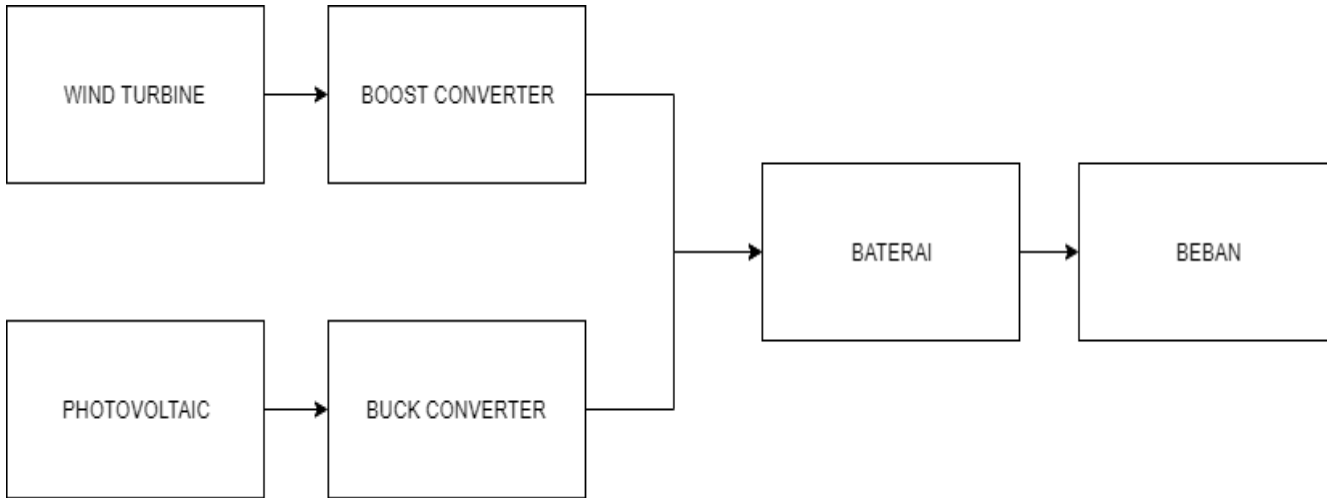 WIND TURBINE
BOOST CONVERTER
BATERAI
BEBAN
PHOTOVOLTAIC
BUCK CONVERTER